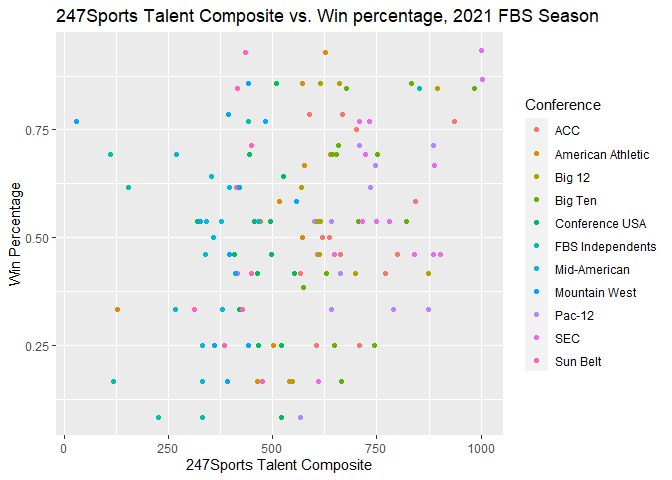 247Sports Talent Composite vs. Win percentage, 2021 FBS Season
Win Percentage
0.75
0.50
0.25
0
250
500
750
1000
247Sports Talent Composite
Conference
ACC
American Athletic
Big 12
Big Ten
Conference USA
FBS Independents
Mid-American
Mountain West
Pac-12
SEC
Sun Belt